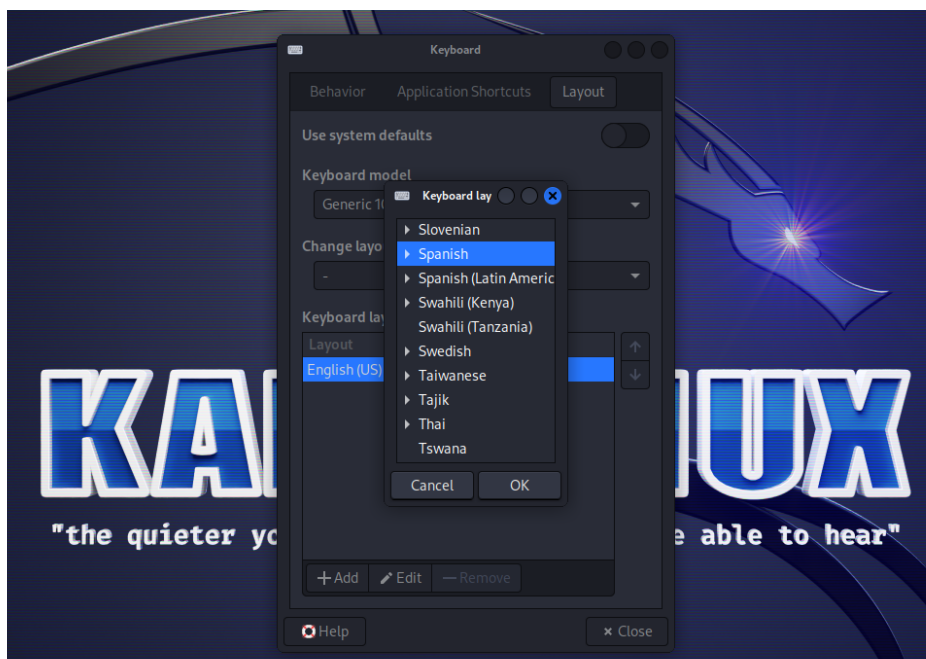 Keyboard
Behavior Application Shortcuts Layout
Use system defaults
Keyboard model
Generic 10
Keyboard lay
Slovenian
Spanish
Spanish (Latin Americ
Swahili (Kenya)
Swahili (Tanzania)
Swedish
Taiwanese
Tajik
Thai
Tswana
Cancel OK
Change layo
-
Keyboard lay
Layout
English (US)
+ Add Edit — Remove
Help × Close
KA UX
"the quieter yo e able to hear"